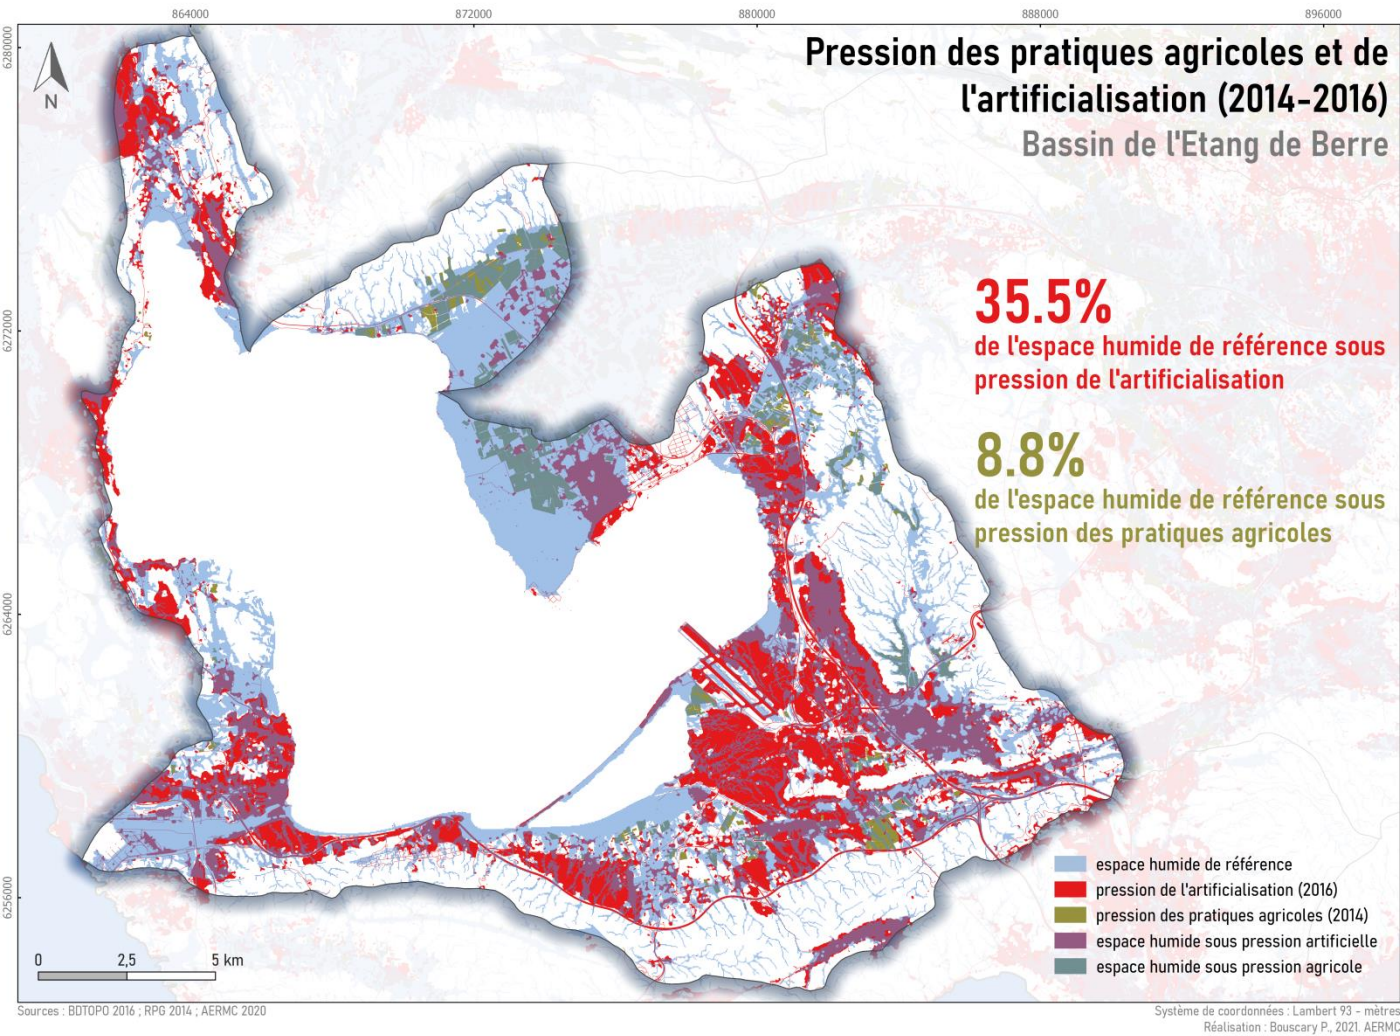 864000
872000
880000
888000
896000
6280000
6272000
6264000
6256000
N
Pression des pratiques agricoles et de
l'artificialisation (2014-2016)
Bassin de l'Etang de Berre
35.5%
de l'espace humide de référence sous
pression de l'artificialisation
8.8%
de l'espace humide de référence sous
pression des pratiques agricoles
espace humide de référence
pression de l'artificialisation (2016)
pression des pratiques agricoles (2014)
espace humide sous pression artificielle
espace humide sous pression agricole
0 2,5 5 km
Sources : BDTOPO 2016 ; RPG 2014 ; AERMC 2020
Système de coordonnées : Lambert 93 - mètres
Réalisation : Bouscary P., 2021. AERMC